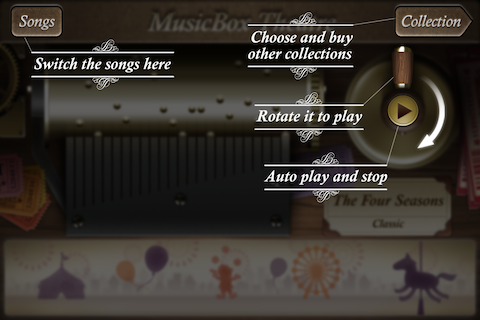 MusicBox Theatre
Songs
Collection
Switch the songs here
Choose and buy
other collections
Rotate it to play
Auto play and stop
The Four Seasons
Classic